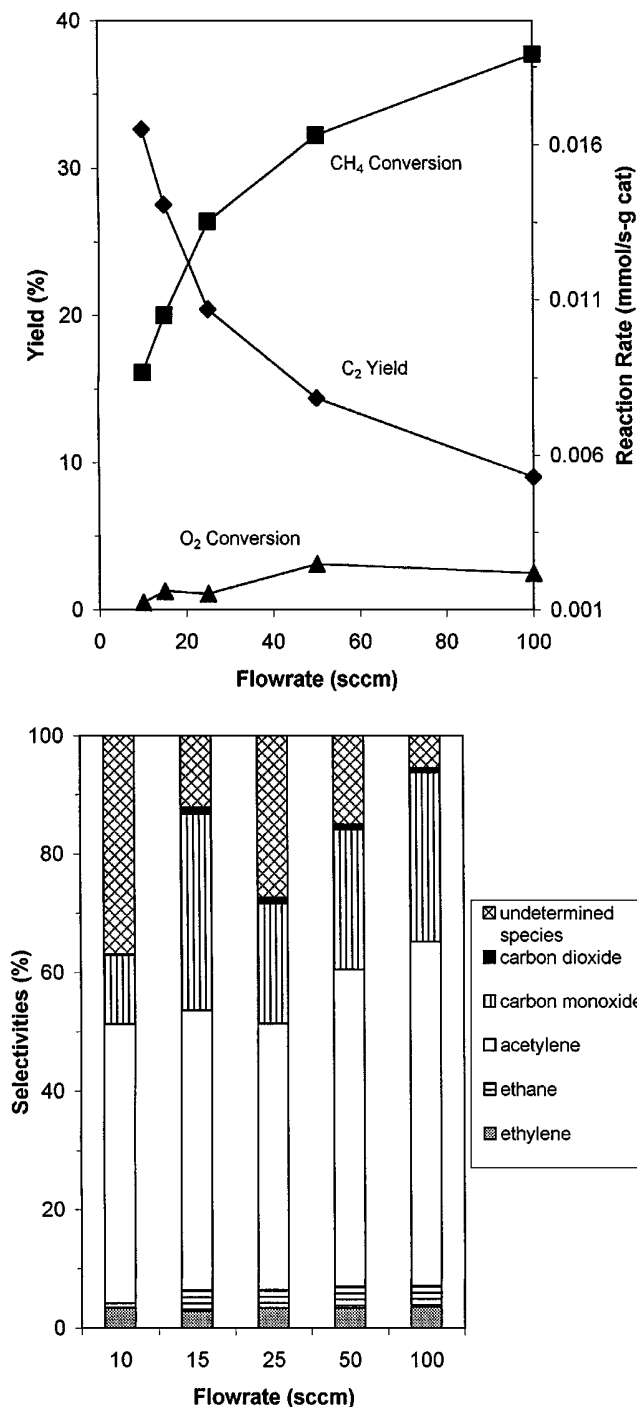 40
30
20
10
0
Yield (%)
CH₄ Conversion
C₂ Yield
O₂ Conversion
0.016
0.011
0.006
0.001
Reaction Rate (mmol/s-g cat)
0 20 40 60 80 100
Flowrate (sccm)
100
80
60
40
20
0
Selectivities (%)
undetermined
species
carbon dioxide
carbon monoxide
acetylene
ethane
ethylene
10 15 25 50 100
Flowrate (sccm)